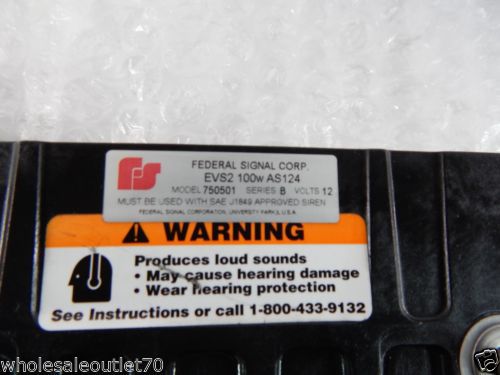 FEDERAL SIGNAL CORP.
EVS2 100w AS124
MODEL 750501 SERIES B VOLTS 12
MUST BE USED WITH SAE J1849 APPROVED SIREN
FEDERAL SIGNAL CORPORATION, UNIVERSITY PARK, IL U.S.A.
WARNING
Produces loud sounds
• May cause hearing damage
• Wear hearing protection
See Instructions or call 1-800-433-9132
wholesaleoutlet70